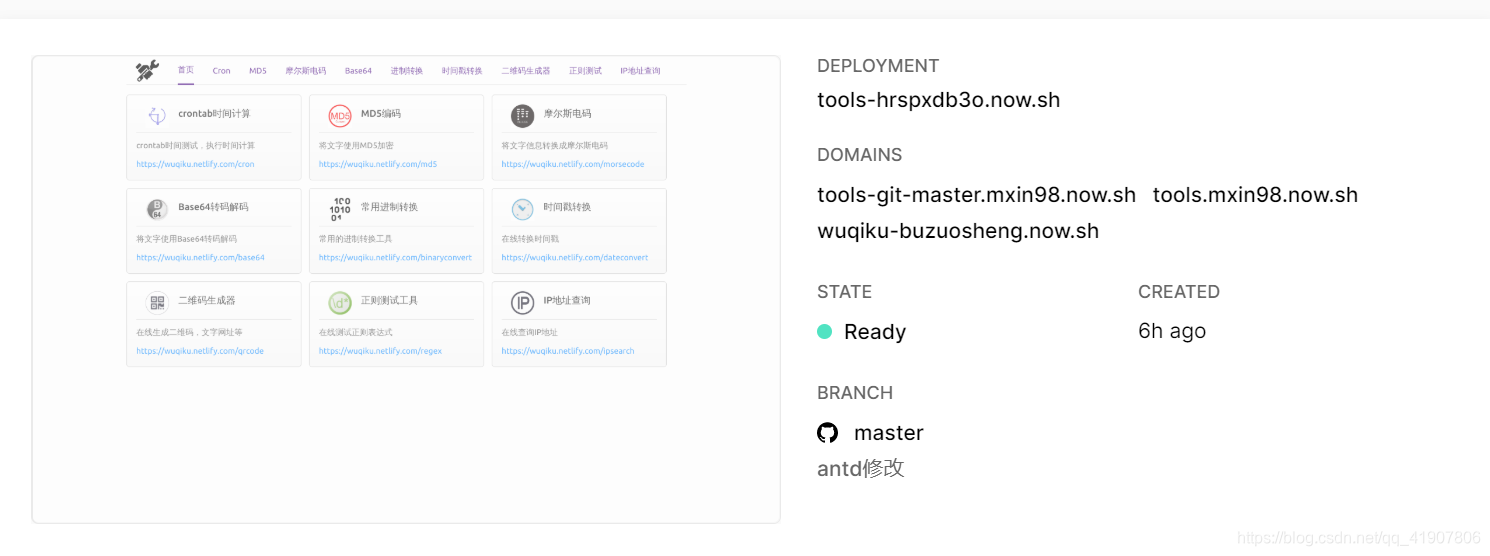 首页 Cron MD5 摩尔斯电码 Base64 进制转换 时间戳转换 二维码生成器 正则测试 IP地址查询
crontab时间计算
crontab时间测试，执行时间计算
https://wuqiku.netlify.com/cron
MD5
MD5编码
将文字使用MD5加密
https://wuqiku.netlify.com/md5
摩尔斯电码
将文字信息转换成摩尔斯电码
https://wuqiku.netlify.com/morsecode
B
64
Base64转码解码
将文字使用Base64转码解码
https://wuqiku.netlify.com/base64
100
1010
01
常用进制转换
常用的进制转换工具
https://wuqiku.netlify.com/binaryconvert
时间戳转换
在线转换时间戳
https://wuqiku.netlify.com/dateconvert
二维码生成器
在线生成二维码，文字网址等
https://wuqiku.netlify.com/qrcode
\d+
正则测试工具
在线测试正则表达式
https://wuqiku.netlify.com/regex
IP
IP地址查询
在线查询IP地址
https://wuqiku.netlify.com/ipsearch
DEPLOYMENT
tools-hrspxdb3o.now.sh
DOMAINS
tools-git-master.mxin98.now.sh tools.mxin98.now.sh
wuqiku-buzuosheng.now.sh
STATE
Ready
CREATED
6h ago
BRANCH
master
antd修改
https://blog.csdn.net/qq_41907806